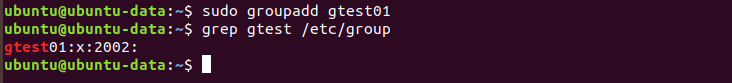 ubuntu@ubuntu-data:~$ sudo groupadd gtest01
ubuntu@ubuntu-data:~$ grep gtest /etc/group
gtest01:x:2002:
ubuntu@ubuntu-data:~$